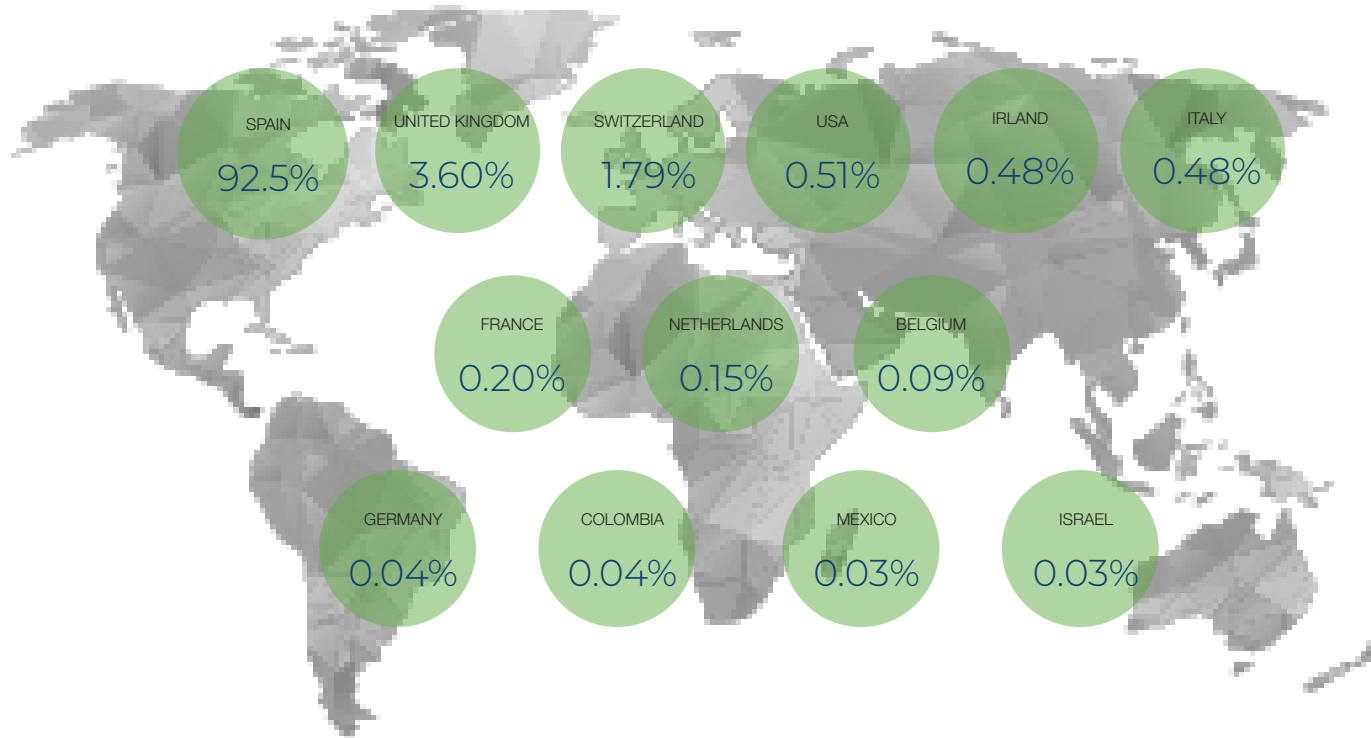 SPAIN
92.5%
UNITED KINGDOM
3.60%
SWITZERLAND
1.79%
USA
0.51%
IRLAND
0.48%
ITALY
0.48%
FRANCE
0.20%
NETHERLANDS
0.15%
BELGIUM
0.09%
GERMANY
0.04%
COLOMBIA
0.04%
MEXICO
0.03%
ISRAEL
0.03%